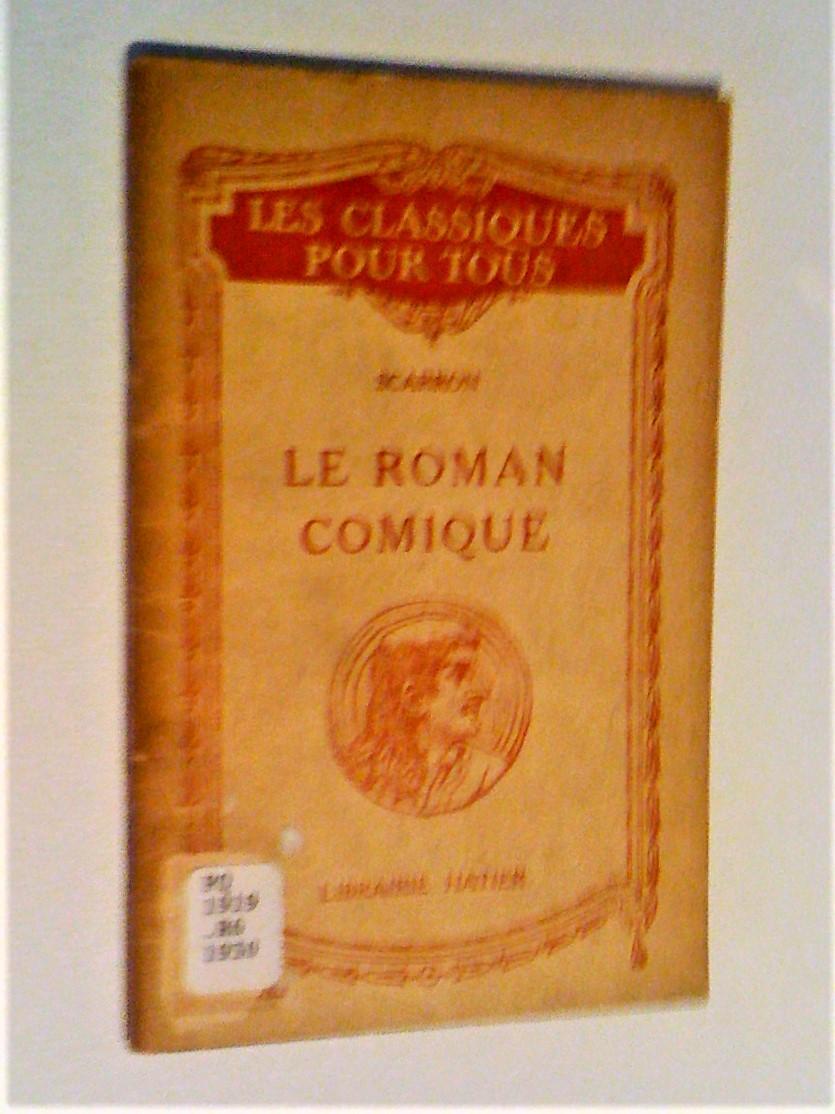 LES CLASSIQUES
POUR TOUS
SCARRON
LE ROMAN
COMIQUE
LIBRAIRIE HATIER
PQ
1919
.R6
1930